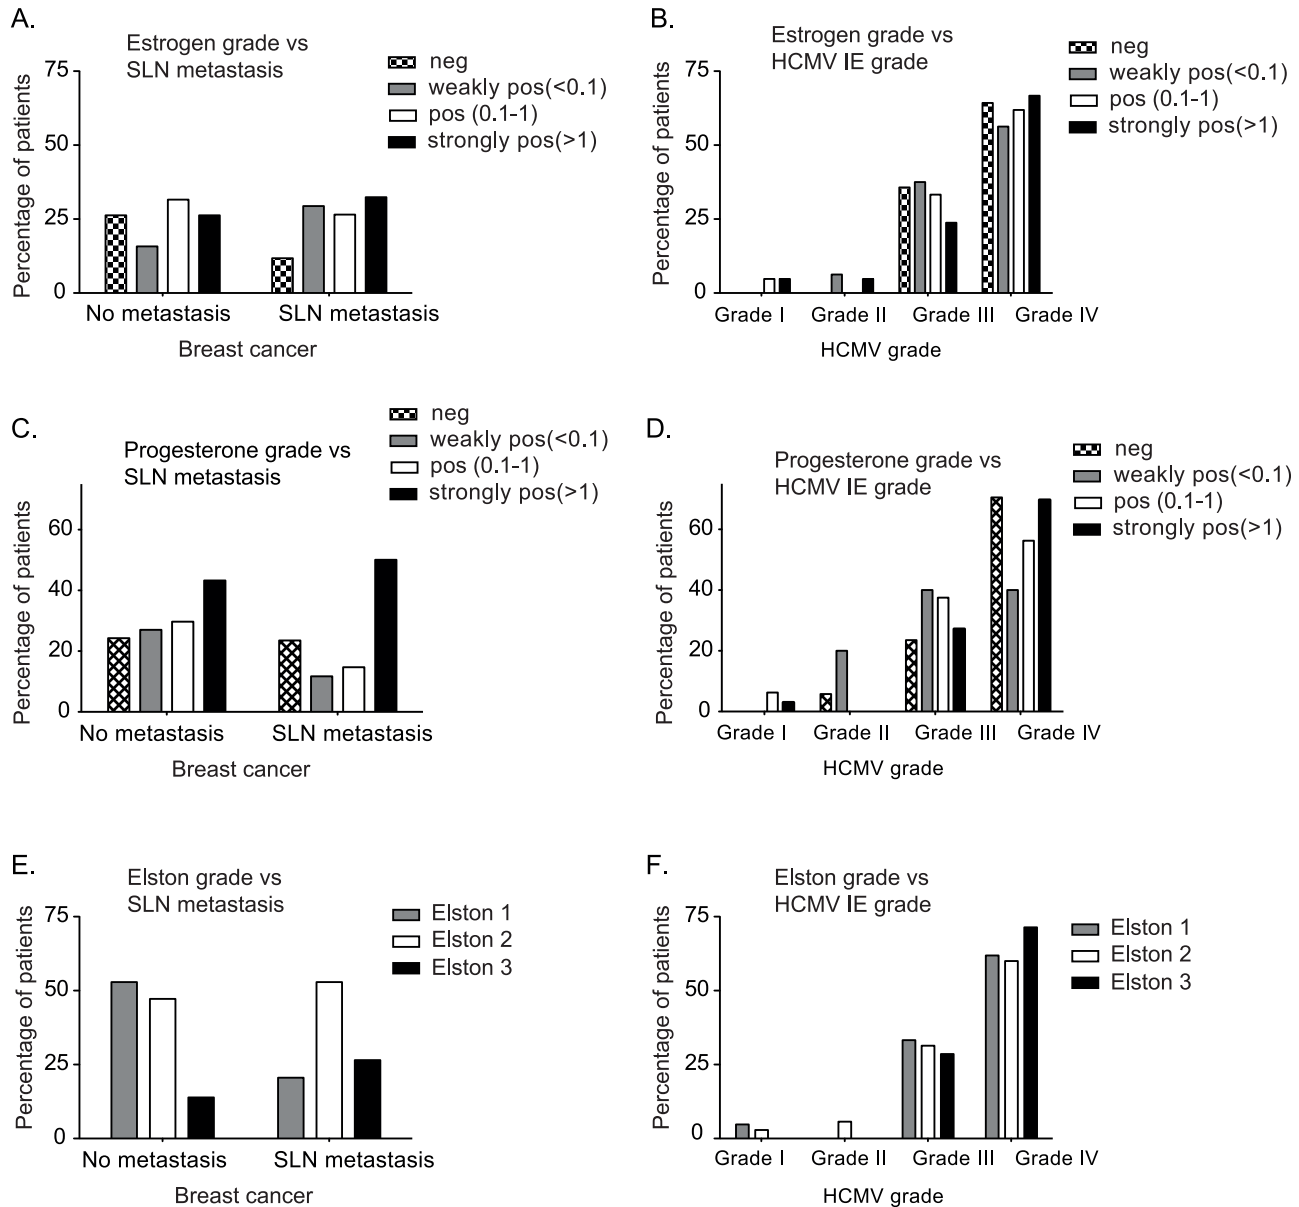 A.
Estrogen grade vs
SLN metastasis
neg
weakly pos(<0.1)
pos (0.1-1)
strongly pos(>1)
Percentage of patients
75
50
25
0
No metastasis
SLN metastasis
Breast cancer
B.
Estrogen grade vs
HCMV IE grade
neg
weakly pos(<0.1)
pos (0.1-1)
strongly pos(>1)
Percentage of patients
75
50
25
0
Grade I
Grade II
Grade III
Grade IV
HCMV grade
C.
Progesterone grade vs
SLN metastasis
neg
weakly pos(<0.1)
pos (0.1-1)
strongly pos(>1)
Percentage of patients
60
40
20
0
No metastasis
SLN metastasis
Breast cancer
D.
Progesterone grade vs
HCMV IE grade
neg
weakly pos(<0.1)
pos (0.1-1)
strongly pos(>1)
Percentage of patients
60
40
20
0
Grade I
Grade II
Grade III
Grade IV
HCMV grade
E.
Elston grade vs
SLN metastasis
Elston 1
Elston 2
Elston 3
Percentage of patients
75
50
25
0
No metastasis
SLN metastasis
Breast cancer
F.
Elston grade vs
HCMV IE grade
Elston 1
Elston 2
Elston 3
Percentage of patients
75
50
25
0
Grade I
Grade II
Grade III
Grade IV
HCMV grade